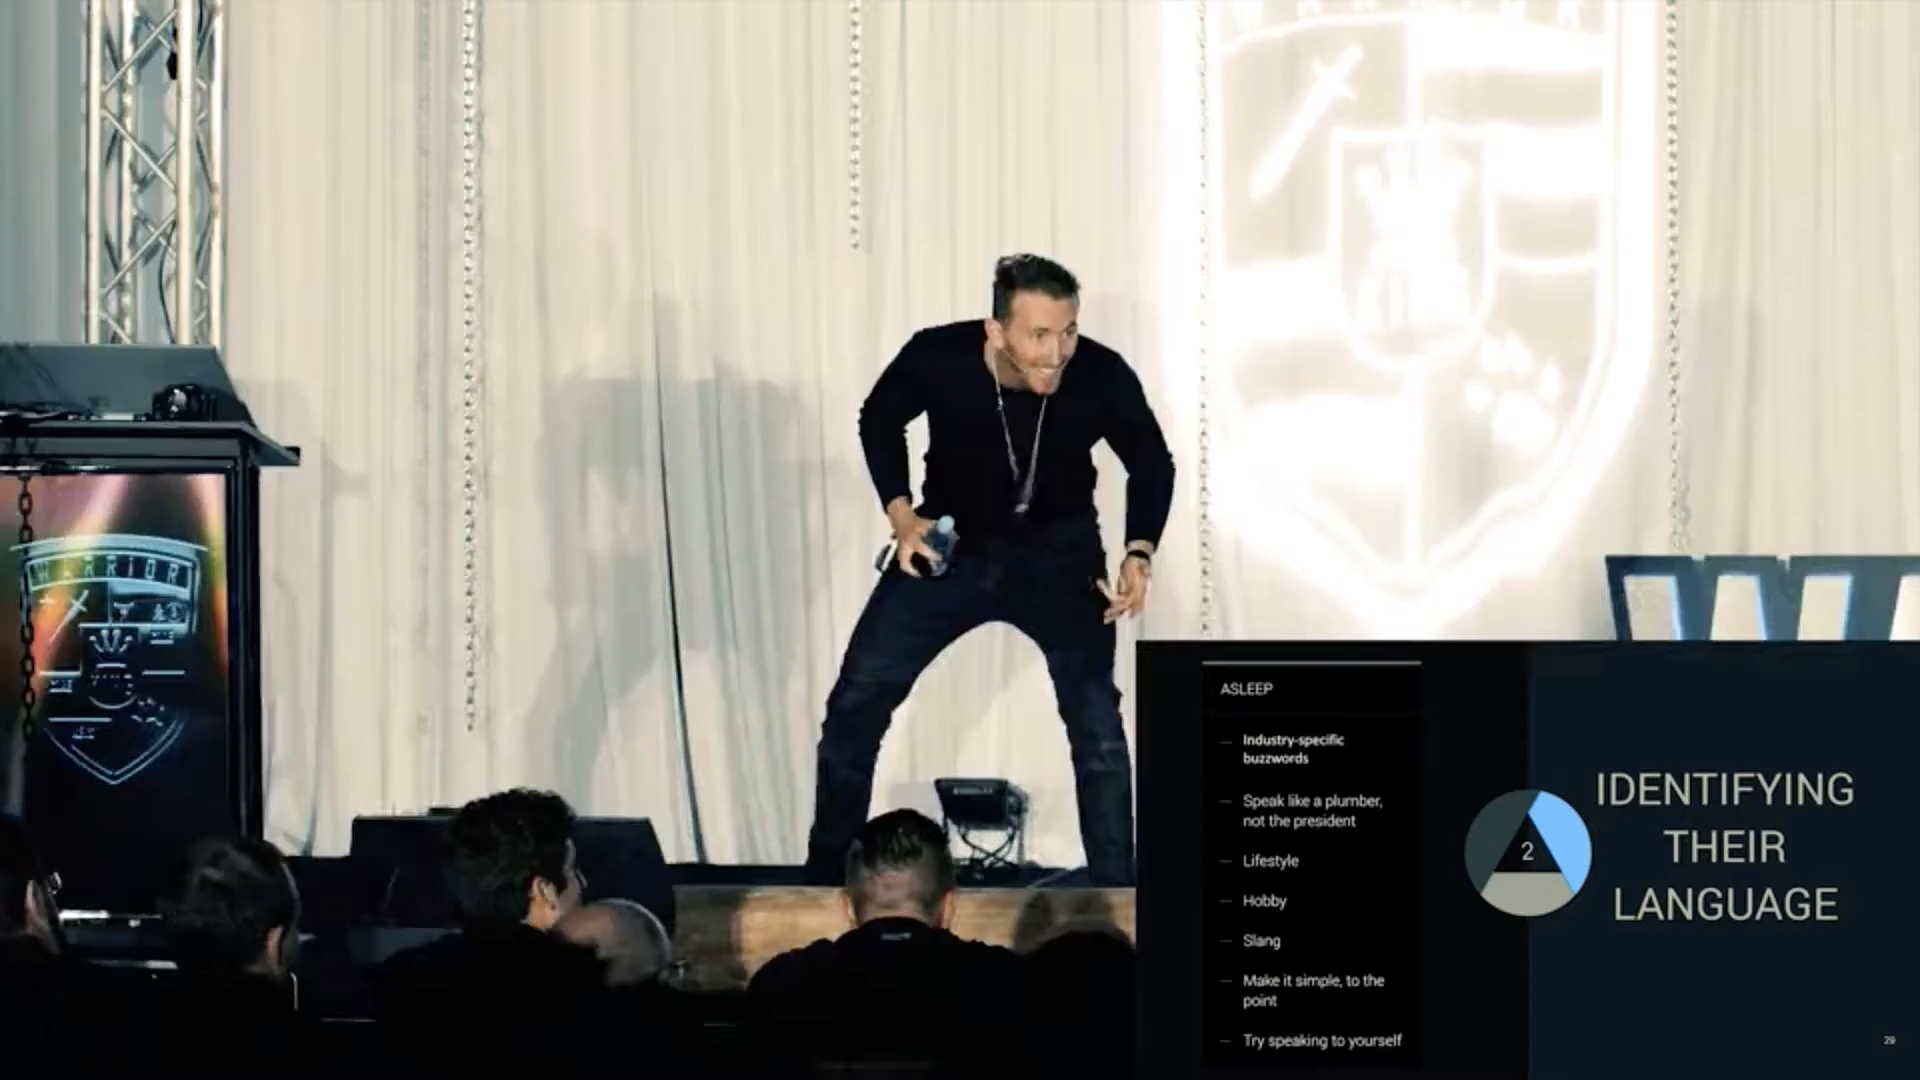 WARRIOR
WARRIOR
W
ASLEEP
— Industry-specific
buzzwords
— Speak like a plumber,
not the president
— Lifestyle
— Hobby
— Slang
— Make it simple, to the
point
— Try speaking to yourself
2
IDENTIFYING
THEIR
LANGUAGE
29